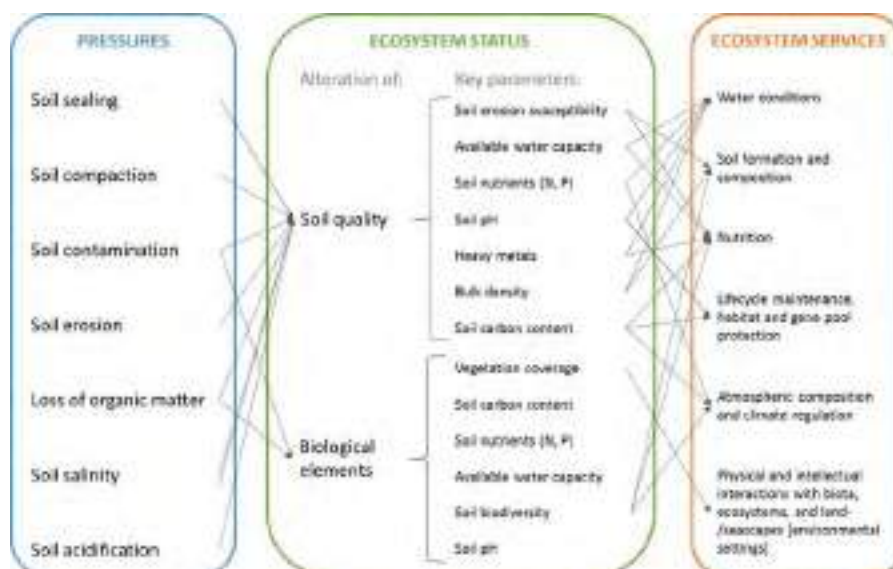 PRESSURES
Soil sealing
Soil compaction
Soil contamination
Soil erosion
Loss of organic matter
Soil salinity
Soil acidification
ECOSYSTEM STATUS
Alteration of:
Soil quality
Biological
elements
Key parameters:
Soil erosion susceptibility
Available water capacity
Soil nutrients (N, P)
Soil pH
Heavy metals
Bulk density
Soil carbon content
Vegetation coverage
Soil carbon content
Soil nutrients (N, P)
Available water capacity
Soil biodiversity
Soil pH
ECOSYSTEM SERVICES
Water conditions
Soil formation and
composition
Nutrition
Lifecycle maintenance,
habitat and gene pool
protection
Atmospheric composition
and climate regulation
Physical and intellectual
interactions with biota,
ecosystems, and land-
/seascapes [environmental
settings]